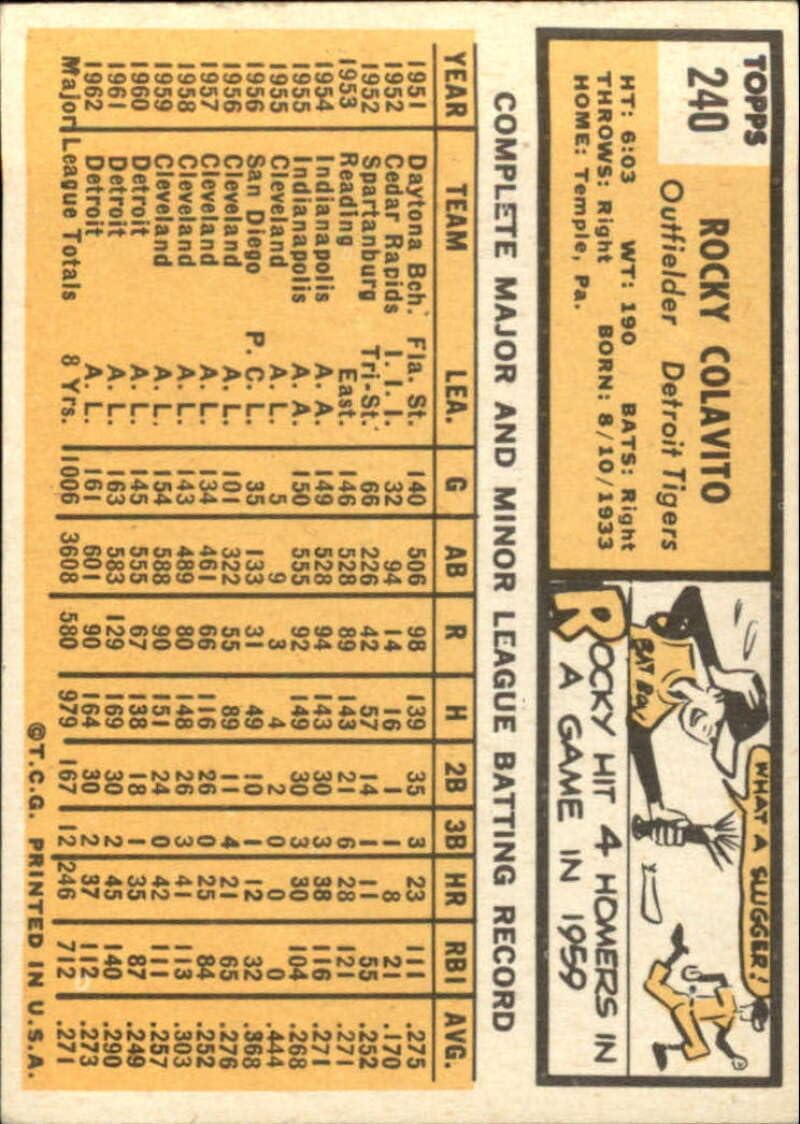 TOPPS
240
ROCKY COLAVITO
Outfielder Detroit Tigers
HT: 6:03 WT: 190 BATS: Right
THROWS: Right BORN: 8/10/1933
HOME: Temple, Pa.
WHAT A SLUGGER!
BAT BOY
ROCKY HIT 4 HOMERS IN
A GAME IN 1959
COMPLETE MAJOR AND MINOR LEAGUE BATTING RECORD
YEAR TEAM LEA. G AB R H 2B 3B HR RBI AVG.
1951 Daytona Bch. Fla. St. 140 506 98 139 35 3 23 111 .275
1952 Cedar Rapids I. I. I. 32 94 14 16 1 1 8 21 .170
1952 Spartanburg Tri-St. 66 226 42 57 14 1 11 55 .252
1953 Reading East. 146 528 89 143 21 6 28 121 .271
1954 Indianapolis A. A. 149 528 94 143 30 3 38 116 .271
1955 Indianapolis A. A. 150 555 92 149 30 3 30 104 .268
1955 Cleveland A. L. 5 9 3 4 2 0 0 0 .444
1956 San Diego P. C. L. 35 133 31 49 10 1 12 32 .368
1956 Cleveland A. L. 101 322 55 89 11 4 21 65 .276
1957 Cleveland A. L. 134 461 66 116 26 0 25 84 .252
1958 Cleveland A. L. 143 489 80 148 26 3 41 113 .303
1959 Cleveland A. L. 154 588 90 151 24 0 42 111 .257
1960 Detroit A. L. 145 555 67 138 18 1 35 87 .249
1961 Detroit A. L. 163 583 129 169 30 2 45 140 .290
1962 Detroit A. L. 161 601 90 164 30 2 37 112 .273
Major League Totals 8 Yrs. 1006 3608 580 979 167 12 246 712 .271
©T.C.G. PRINTED IN U.S.A.